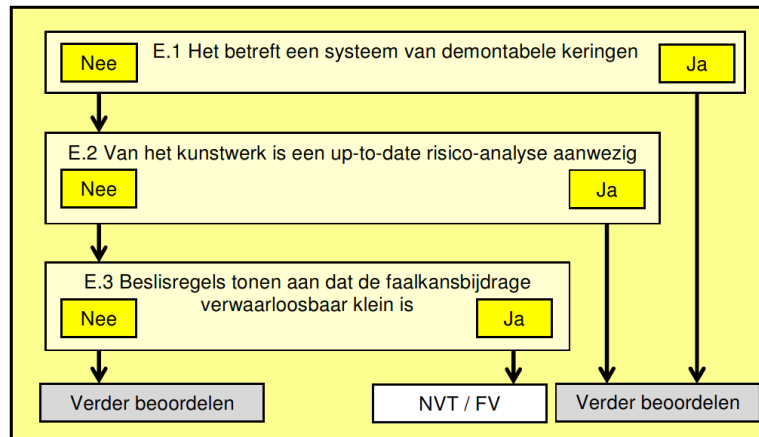 E.1 Het betreft een systeem van demontabele keringen
Nee
Ja
E.2 Van het kunstwerk is een up-to-date risico-analyse aanwezig
Nee
Ja
E.3 Beslisregels tonen aan dat de faalkansbijdrage
verwaarloosbaar klein is
Nee
Ja
Verder beoordelen
NVT / FV
Verder beoordelen